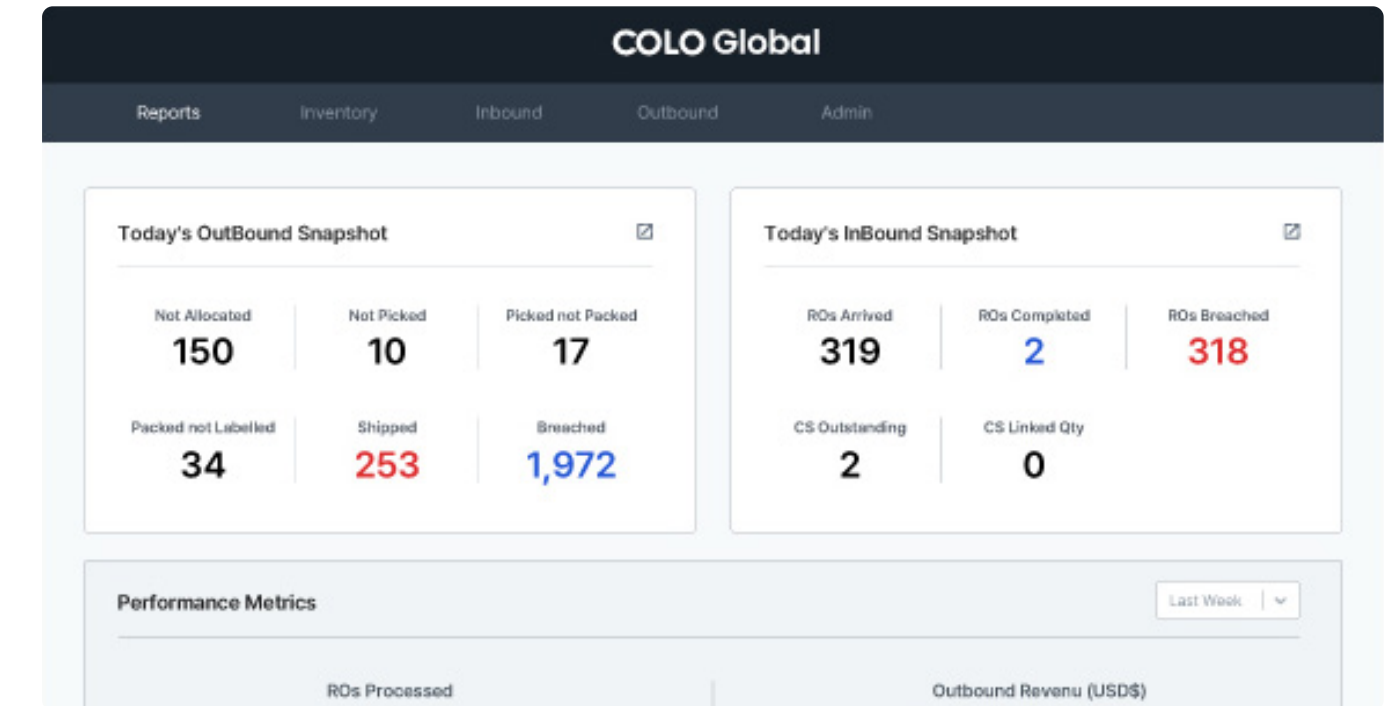 COLO Global
Reports Inventory Inbound Outbound Admin
Today's OutBound Snapshot
Not Allocated Not Picked Picked not Packed
150 10 17
Packed not Labelled Shipped Breached
34 253 1,972
Today's InBound Snapshot
ROs Arrived ROs Completed ROs Breached
319 2 318
CS Outstanding CS Linked Qty
2 0
Performance Metrics
Last Week
ROs Processed Outbound Revenu (USD$)